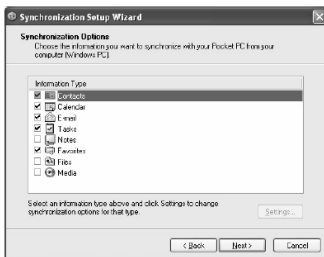 Synchronization Setup Wizard
Synchronization Options
Choose the information you want to synchronize with your Pocket PC from your
computer (Windows PC)
Information Type
Contacts
Calendar
E-mail
Tasks
Notes
Favorites
Files
Media
Select an information type above and click Settings to change
synchronization options for that type.
Settings...
< Back
Next >
Cancel